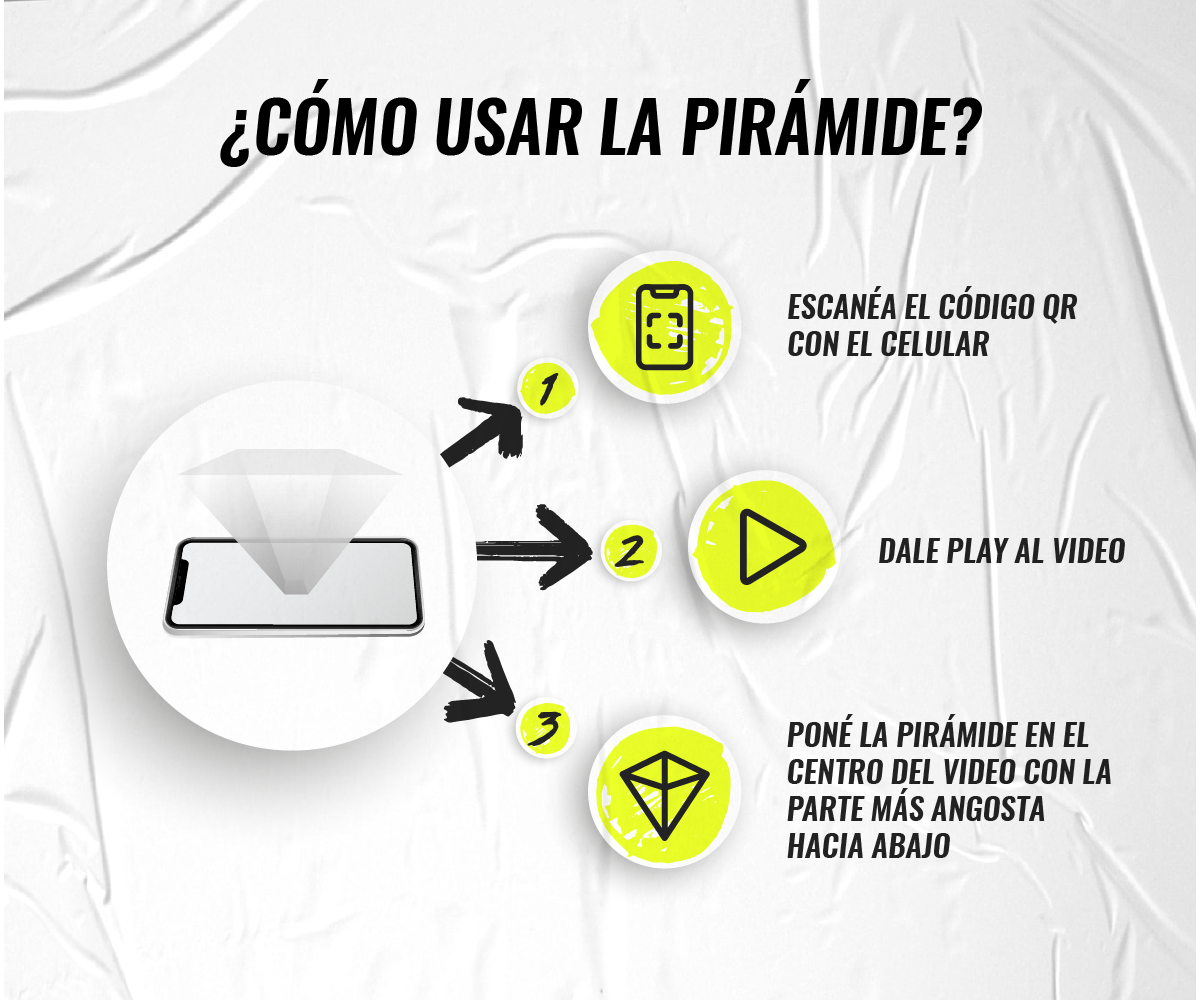 ¿CÓMO USAR LA PIRÁMIDE?
1
ESCANÉA EL CÓDIGO QR
CON EL CELULAR
2
DALE PLAY AL VIDEO
3
PONÉ LA PIRÁMIDE EN EL
CENTRO DEL VIDEO CON LA
PARTE MÁS ANGOSTA
HACIA ABAJO